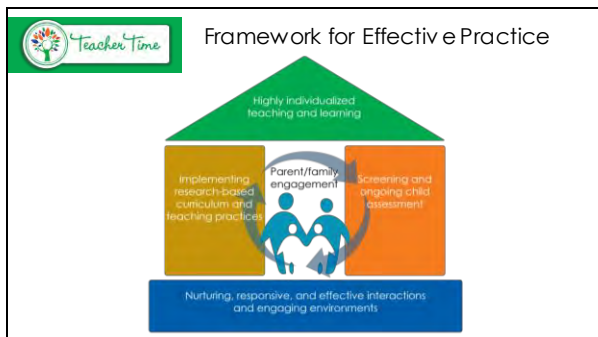 Teacher Time
Framework for Effective Practice
Highly individualized
teaching and learning
Implementing
research-based
curriculum and
teaching practices
Parent/family
engagement
Screening and
ongoing child
assessment
Nurturing, responsive, and effective interactions
and engaging environments